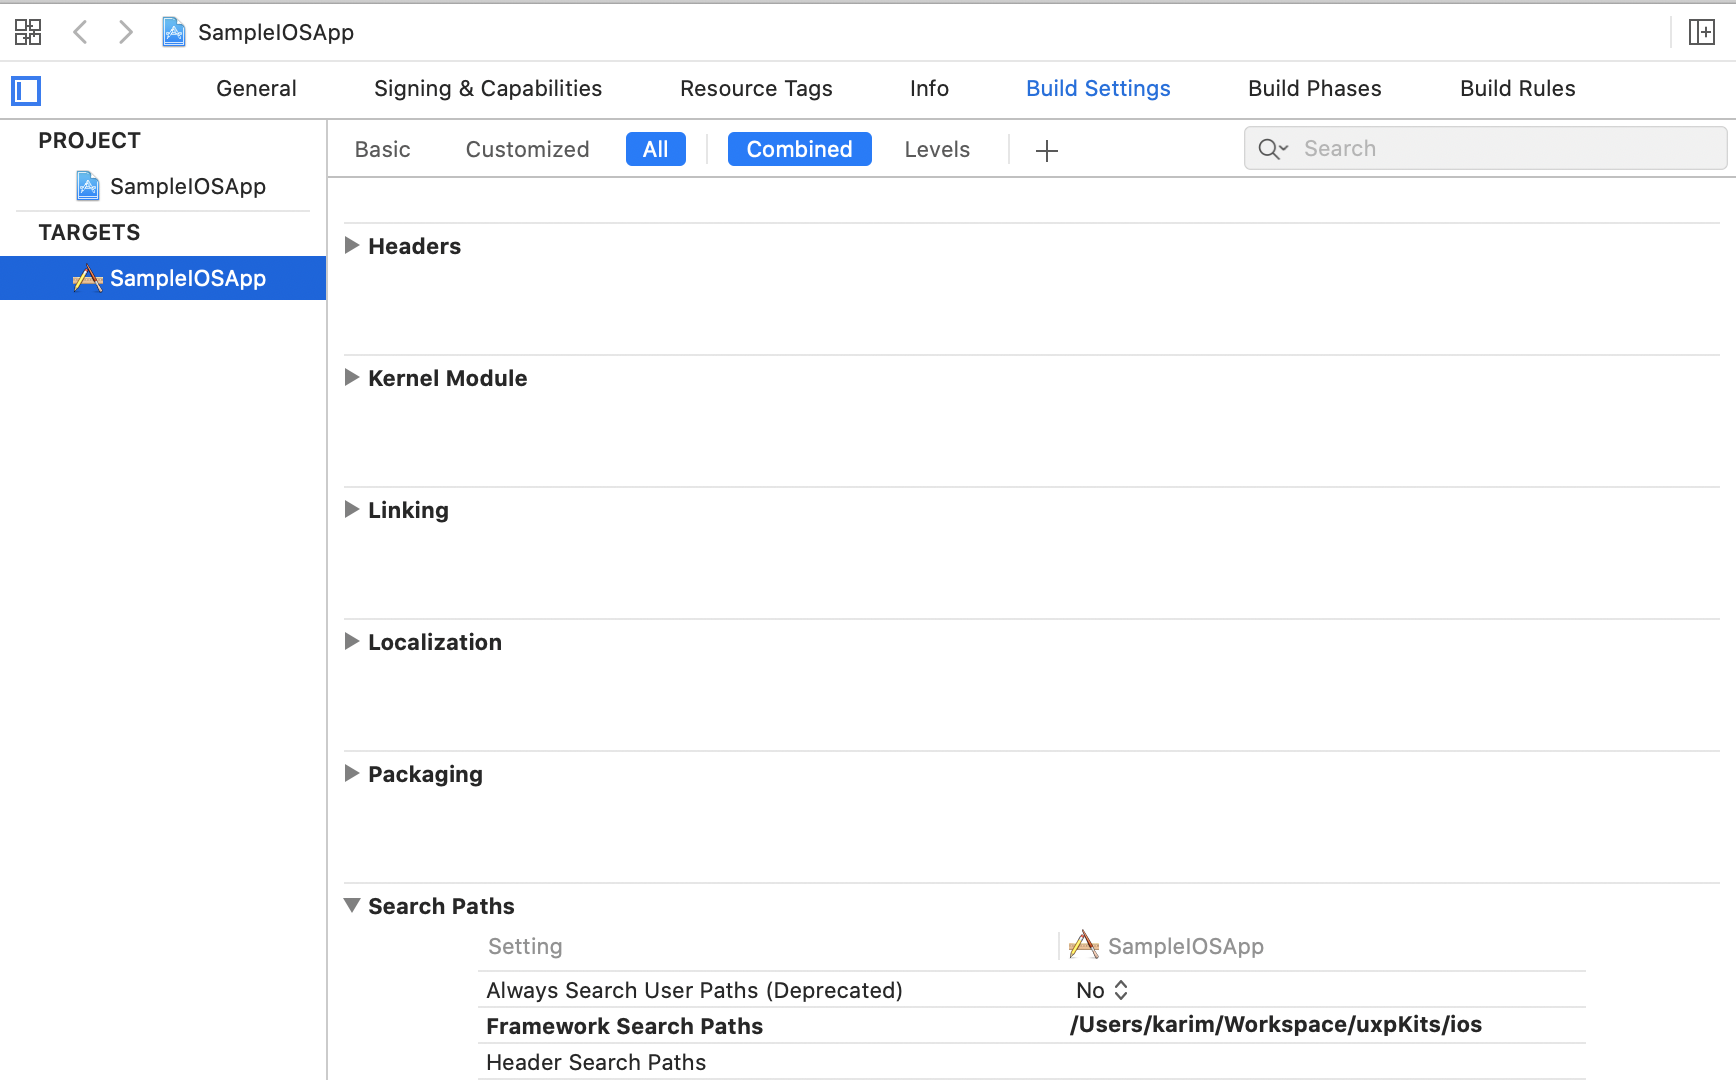 SampleIOSApp
General Signing & Capabilities Resource Tags Info Build Settings Build Phases Build Rules
PROJECT
SampleIOSApp
TARGETS
SampleIOSApp
Basic Customized All Combined Levels Search
Headers
Kernel Module
Linking
Localization
Packaging
Search Paths
Setting SampleIOSApp
Always Search User Paths (Deprecated) No
Framework Search Paths /Users/karim/Workspace/uxpKits/ios
Header Search Paths